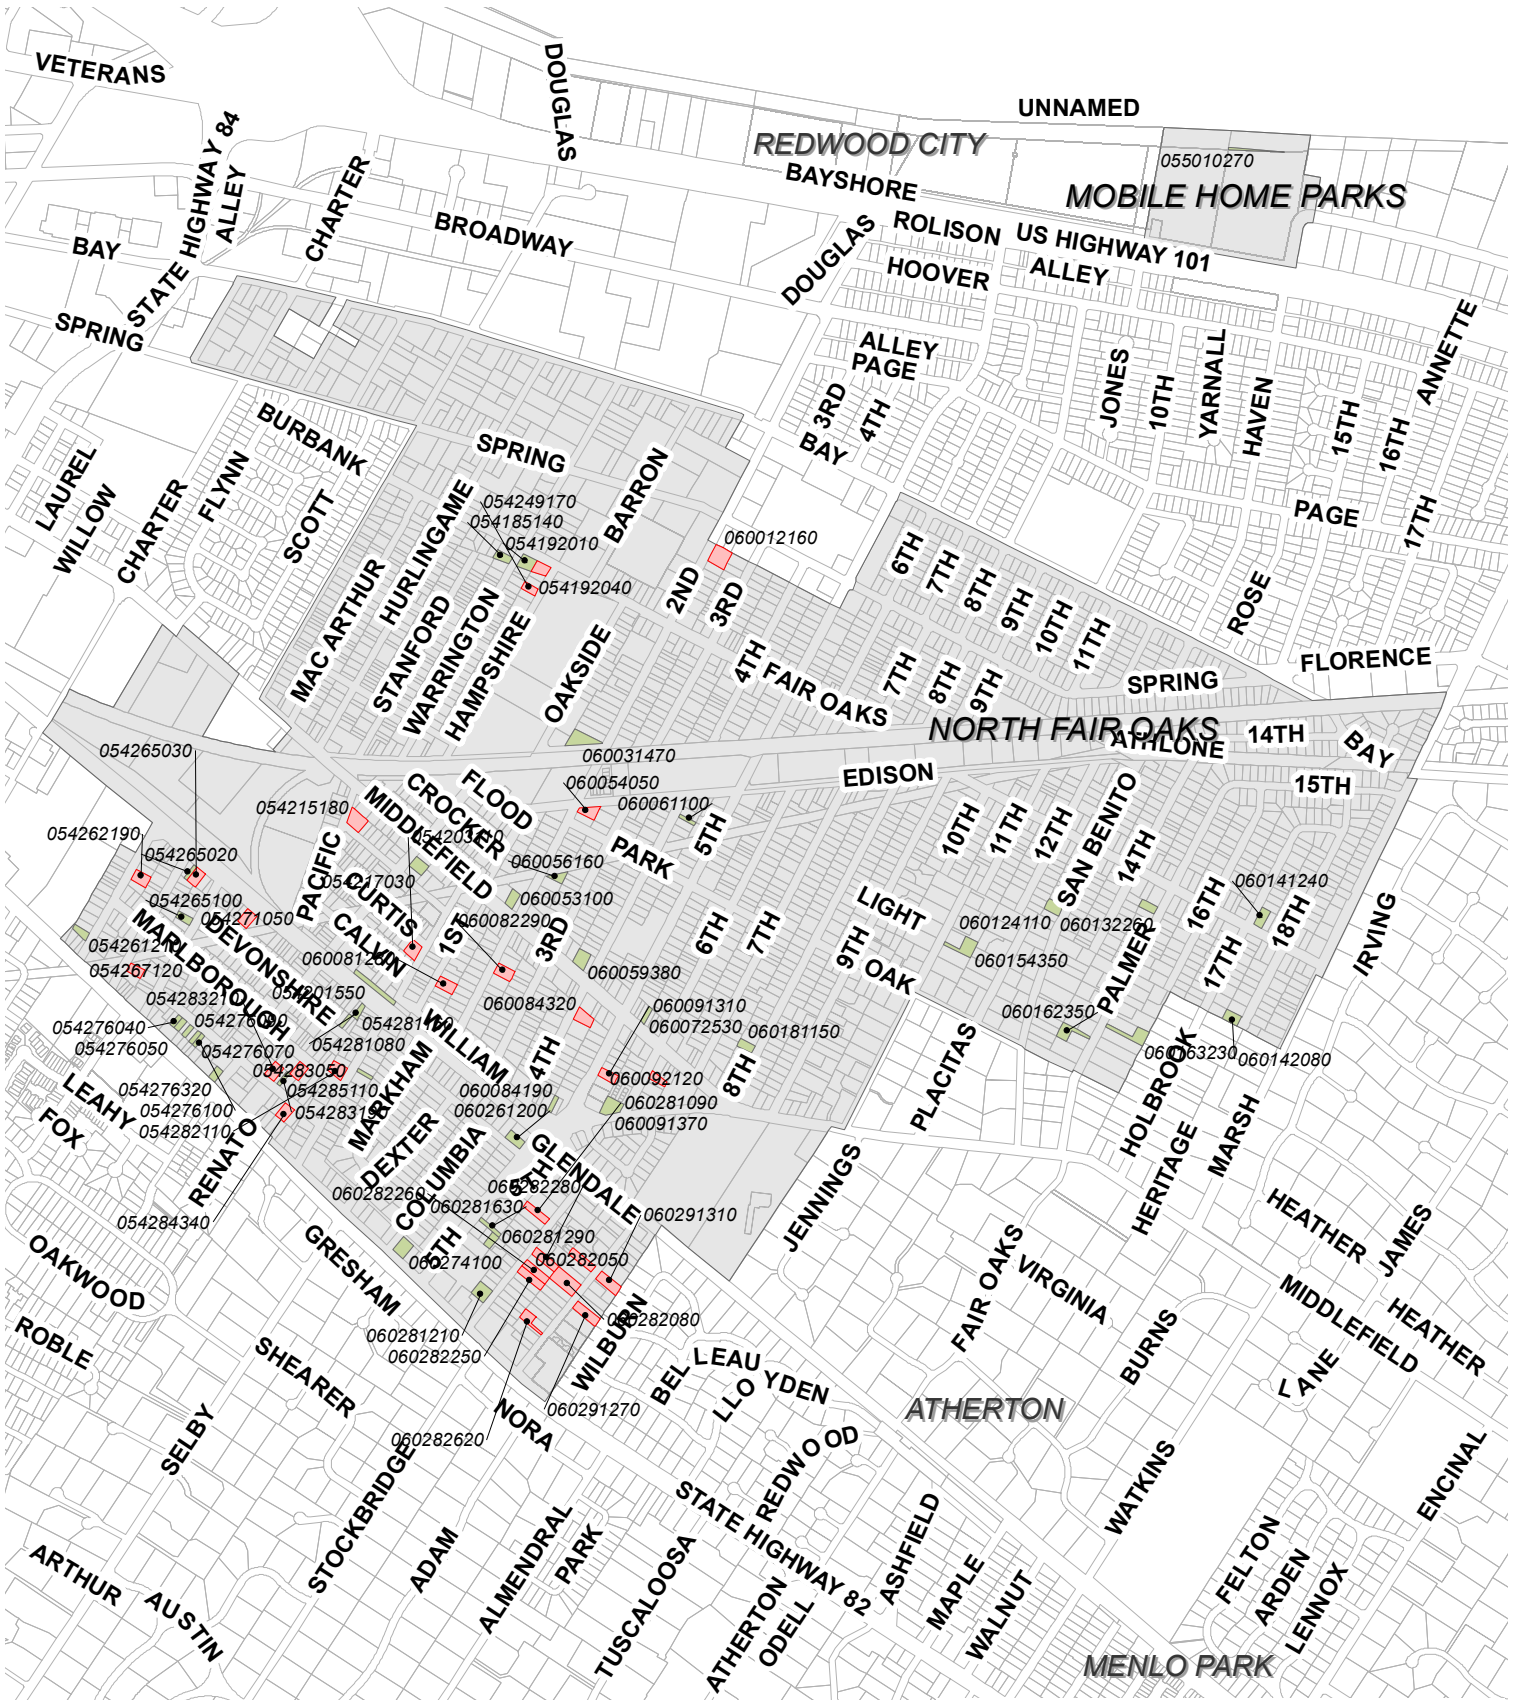 VETERANS
DOUGLAS
UNNAMED
REDWOOD CITY
055010270
BAYSHORE
MOBILE HOME PARKS
STATE HIGHWAY 84
ALLEY
CHARTER
BROADWAY
DOUGLAS
ROLISON
US HIGHWAY 101
BAY
HOOVER
ALLEY
SPRING
ALLEY
PAGE
ANNETTE
3RD
4TH
JONES
10TH
YARNALL
HAVEN
15TH
16TH
BURBANK
BAY
LAUREL
WILLOW
CHARTER
FLYNN
SCOTT
SPRING
BARRON
HURLINGAME
054249170
054185140
054192010
054192040
060012160
PAGE
17TH
MAC ARTHUR
STANFORD
WARRINGTON
HAMPSHIRE
OAKSIDE
2ND
3RD
4TH
6TH
7TH
8TH
9TH
10TH
11TH
ROSE
FAIR OAKS
7TH
8TH
9TH
SPRING
FLORENCE
NORTH FAIR OAKS
ATHLONE
14TH
BAY
15TH
EDISON
054265030
060031470
060054050
060061100
FLOOD
CROCKER
MIDDLEFIELD
054215180
054262190
054265020
054203110
PARK
5TH
10TH
11TH
12TH
SAN BENITO
14TH
PACIFIC
CURTIS
CALVIN
1ST
3RD
054217030
060056160
060053100
060082290
054265100
054271050
MARLBOROUGH
DEVONSHIRE
054261210
054267120
060081260
060059380
6TH
7TH
LIGHT
9TH
OAK
060124110
060132260
060141240
16TH
18TH
17TH
060154350
PALMER
IRVING
054283210
054201550
054276090
054276040
054276050
054276070
054281080
054283050
054285110
054283190
054276320
054276100
054282110
WILLIAM
MARKHAM
060084320
060091310
060072530
060181150
060162350
060163230
060142080
4TH
8TH
PLACITAS
HOLBROOK
060092120
060084190
060261200
060281090
060091370
LEAHY
FOX
RENATO
DEXTER
COLUMBIA
GLENDALE
5TH
5TH
JENNINGS
HERITAGE
MARSH
HEATHER
JAMES
054284340
060282260
060282280
060281630
060281290
060282050
060274100
060291310
GRESHAM
OAKWOOD
FAIR OAKS
VIRGINIA
MIDDLEFIELD
HEATHER
ROBLE
SHEARER
060281210
060282250
060282080
WILBURN
BEL
LEAU
YDEN
LLO
BURNS
LANE
ATHERTON
060291270
060282620
NORA
SELBY
STOCKBRIDGE
REDWOOD
WATKINS
ENCINAL
STATE HIGHWAY 82
ARTHUR
AUSTIN
ADAM
ALMENDRAL
PARK
TUSCALOOSA
ATHERTON
ODELL
ASHFIELD
MAPLE
WALNUT
FELTON
ARDEN
LENNOX
MENLO PARK